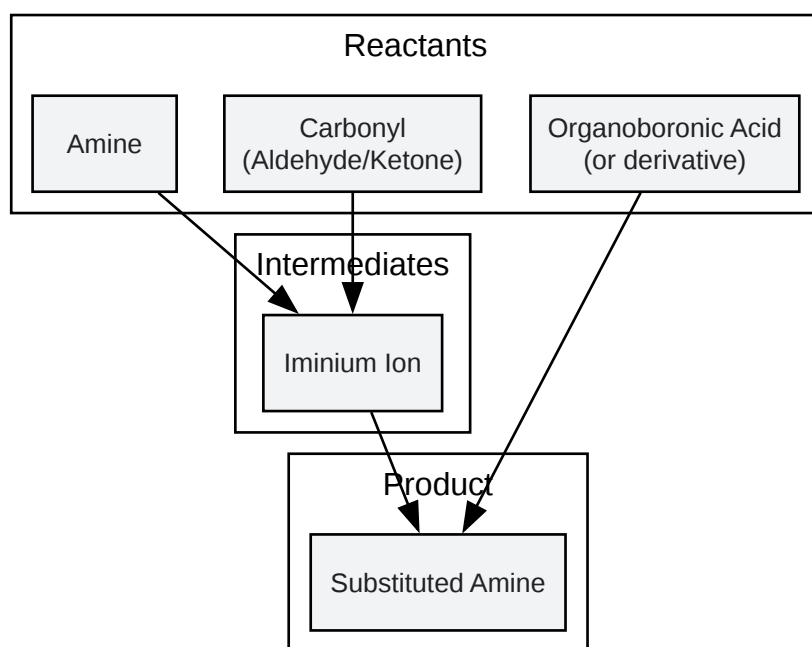 Reactants
Amine
Carbonyl
(Aldehyde/Ketone)
Organoboronic Acid
(or derivative)
Intermediates
Iminium Ion
Product
Substituted Amine